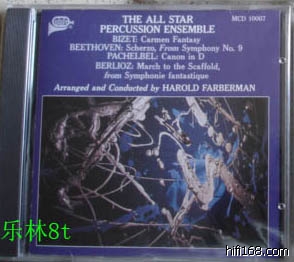 THE ALL STAR
PERCUSSION ENSEMBLE
MCD 10007
BIZET: Carmen Fantasy
BEETHOVEN: Scherzo, From Symphony No. 9
PACHELBEL: Canon in D
BERLIOZ: March to the Scaffold,
from Symphonie fantastique
Arranged and Conducted by HAROLD FARBERMAN
乐林8t
hifi168.com